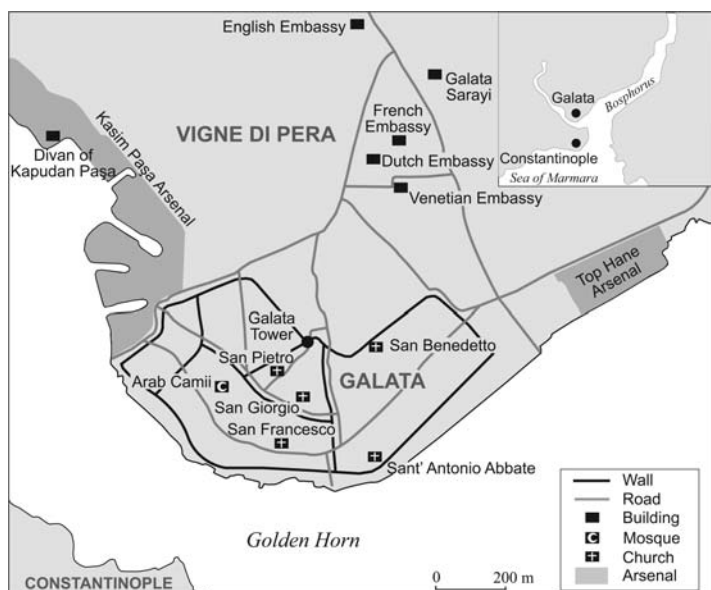 English Embassy
Galata
Sarayi
French
Embassy
Dutch Embassy
Venetian Embassy
VIGNE DI PERA
Kasim Paşa Arsenal
Divan of
Kapudan Paşa
Galata
Bosphorus
Constantinople
Sea of Marmara
Top Hane
Arsenal
Galata
Tower
San Pietro
San Benedetto
Arab Camii
GALATA
San Giorgio
San Francesco
Sant' Antonio Abbate
Golden Horn
CONSTANTINOPLE
0 200 m
Wall
Road
Building
C Mosque
Church
Arsenal